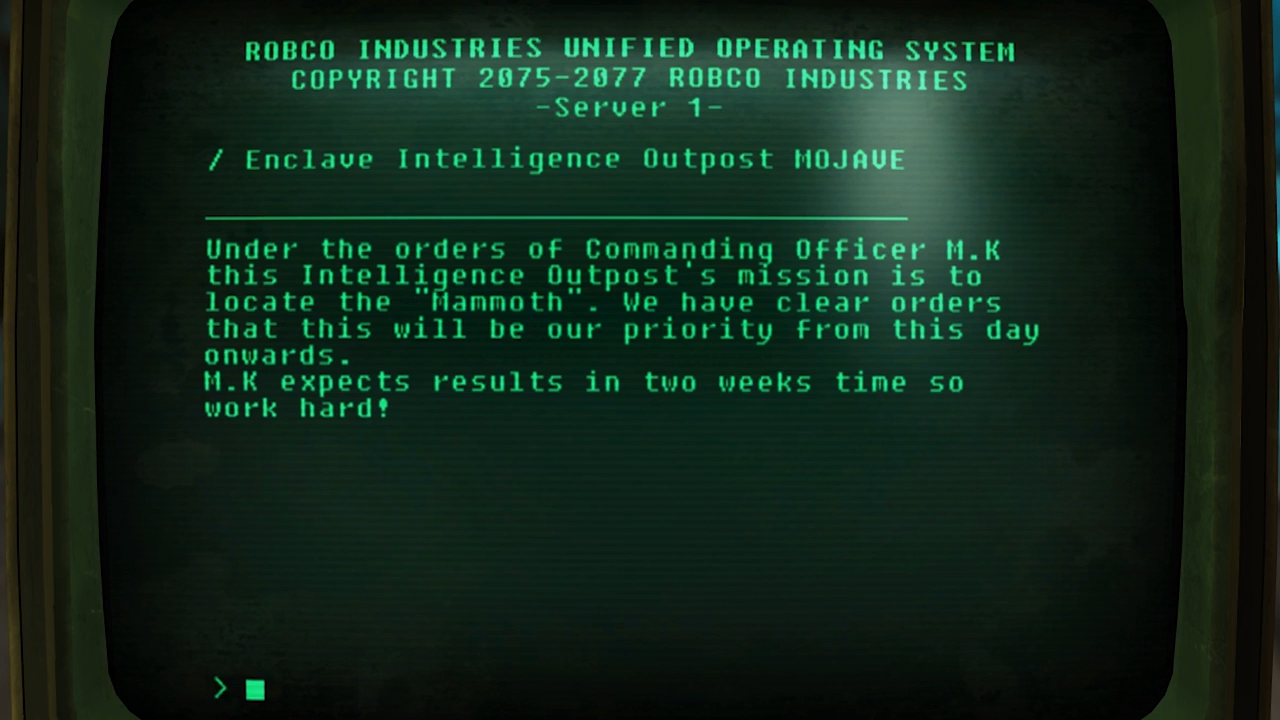 ROBCO INDUSTRIES UNIFIED OPERATING SYSTEM
COPYRIGHT 2075-2077 ROBCO INDUSTRIES
-Server 1-
/ Enclave Intelligence Outpost MOJAVE
Under the orders of Commanding Officer M.K
this Intelligence Outpost's mission is to
locate the "Mammoth". We have clear orders
that this will be our priority from this day
onwards.
M.K expects results in two weeks time so
work hard!
>